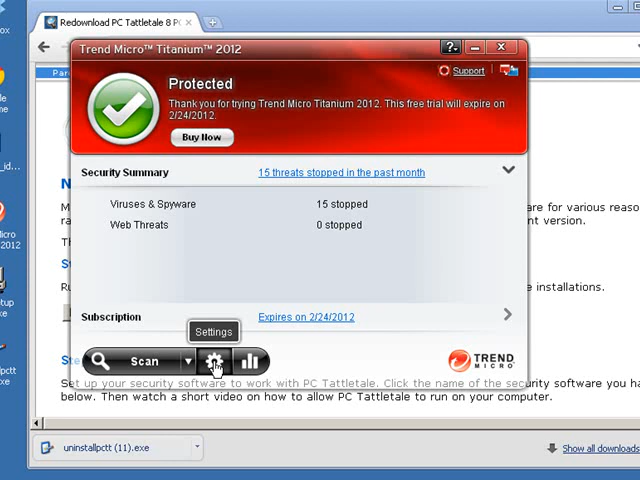 Redownload PC Tattletale 8 PC
Trend Micro™ Titanium™ 2012
Support
Protected
Thank you for trying Trend Micro Titanium 2012. This free trial will expire on
2/24/2012.
Buy Now
Security Summary
15 threats stopped in the past month
Viruses & Spyware
15 stopped
Web Threats
0 stopped
Subscription
Expires on 2/24/2012
Settings
Scan
TREND
MICRO
Par
are for various reaso
nt version.
e installations.
Set up your security software to work with PC Tattletale. Click the name of the security software you ha
below. Then watch a short video on how to allow PC Tattletale to run on your computer.
uninstallpctt (11).exe
Show all downloads
_id...
2012